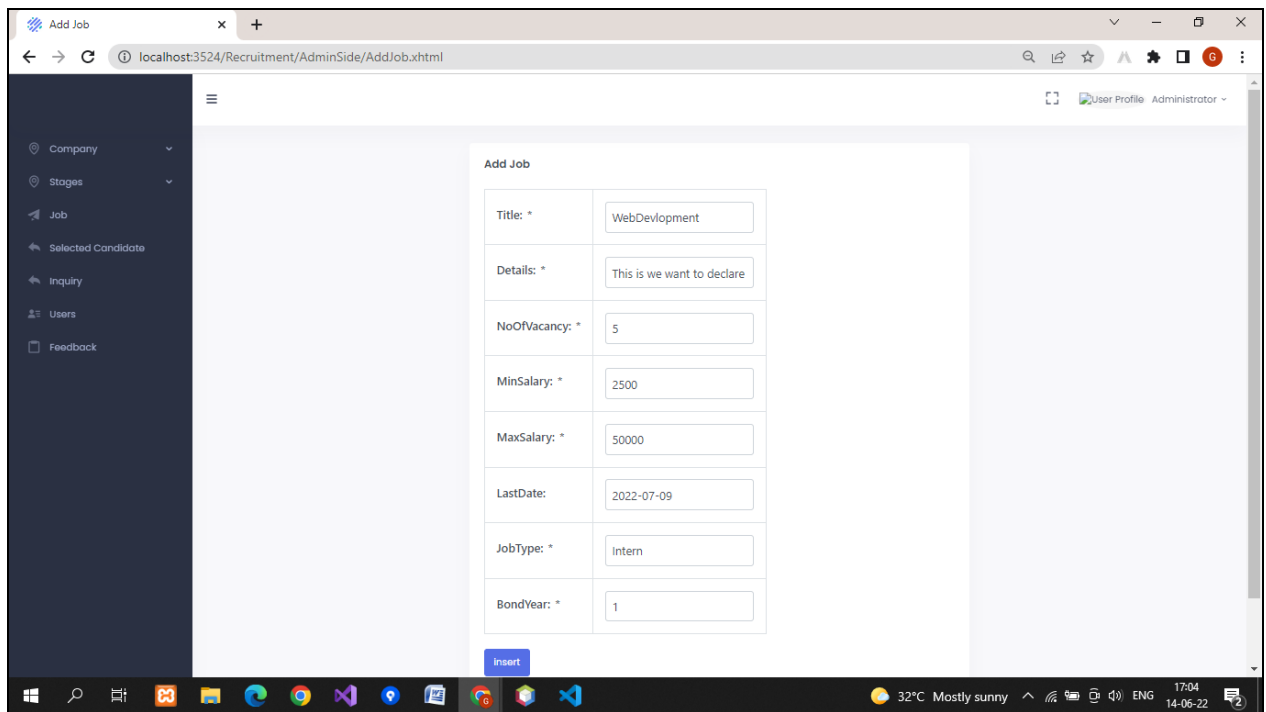 Add Job
localhost:3524/Recruitment/AdminSide/AddJob.xhtml
G
User Profile Administrator
Company
Stages
Job
Selected Candidate
Inquiry
Users
Feedback
Add Job
Title: * WebDevlopment
Details: * This is we want to declare
NoOfVacancy: * 5
MinSalary: * 2500
MaxSalary: * 50000
LastDate: 2022-07-09
JobType: * Intern
BondYear: * 1
Insert
32°C Mostly sunny ENG 17:04
14-06-22
2